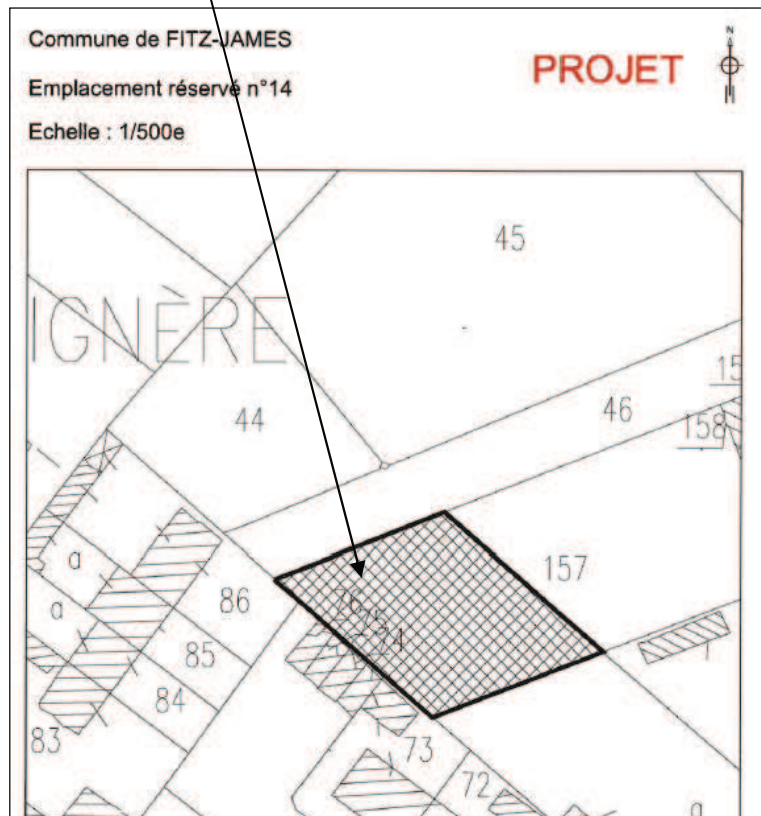 Commune de FITZ-JAMES
PROJET
N
Emplacement réservé n°14
Echelle : 1/500e
45
IGNÈRE
15
46
44
158
a
157
86
76
75
74
a
85
84
83
73
72
a